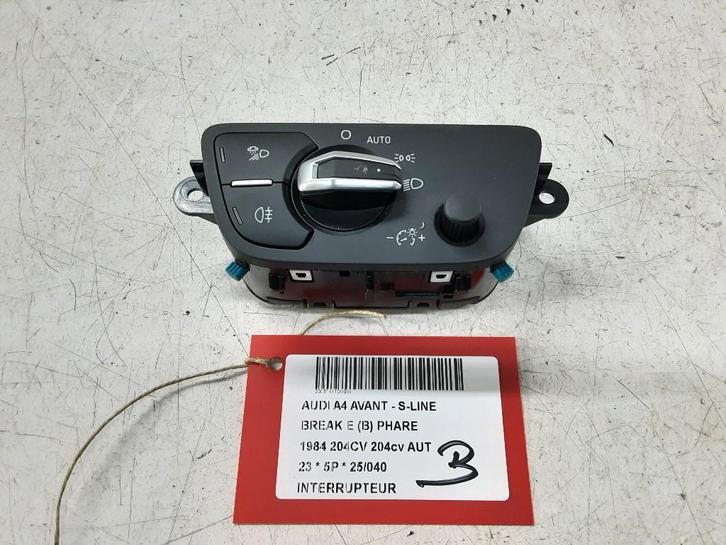 O AUTO
- +
AUDI A4 AVANT - S-LINE
BREAK E (B) PHARE
1984 204CV 204cv AUT
23 * 5P * 25/040
INTERRUPTEUR
B